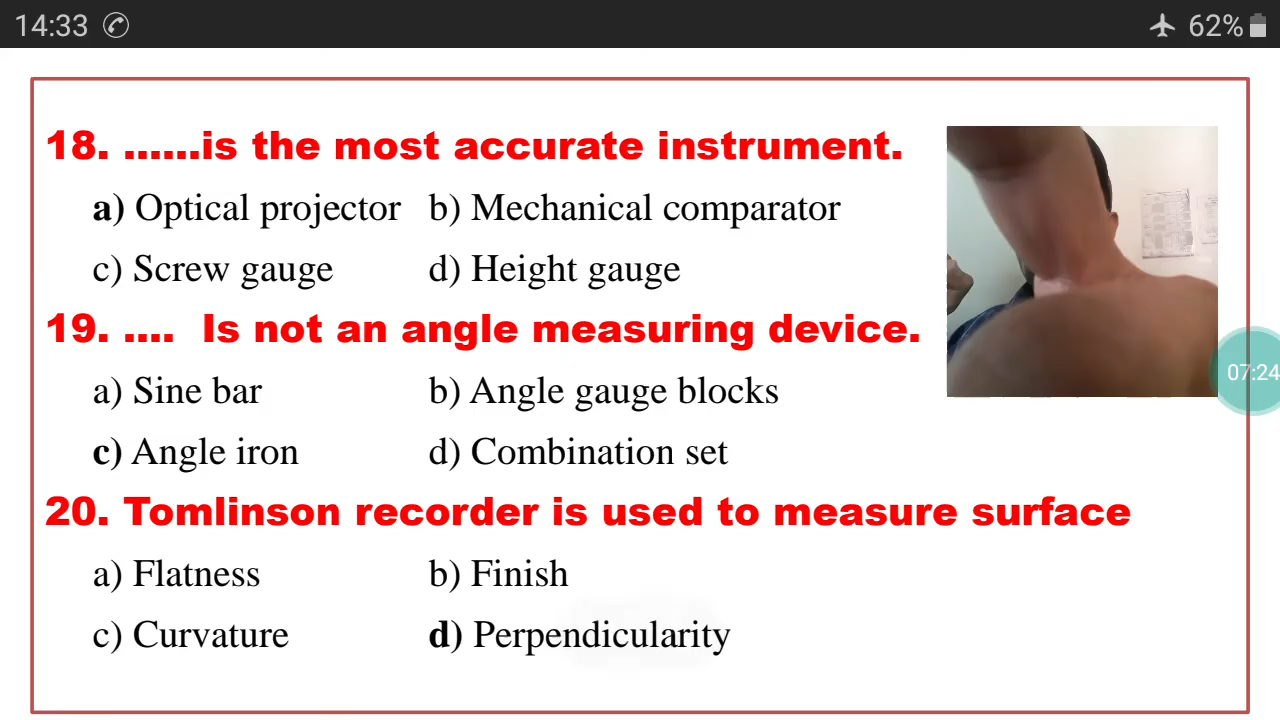 14:33 62%
18. ......is the most accurate instrument.
a) Optical projector b) Mechanical comparator
c) Screw gauge d) Height gauge
19. .... Is not an angle measuring device.
a) Sine bar b) Angle gauge blocks
07:24
c) Angle iron d) Combination set
20. Tomlinson recorder is used to measure surface
a) Flatness b) Finish
c) Curvature d) Perpendicularity